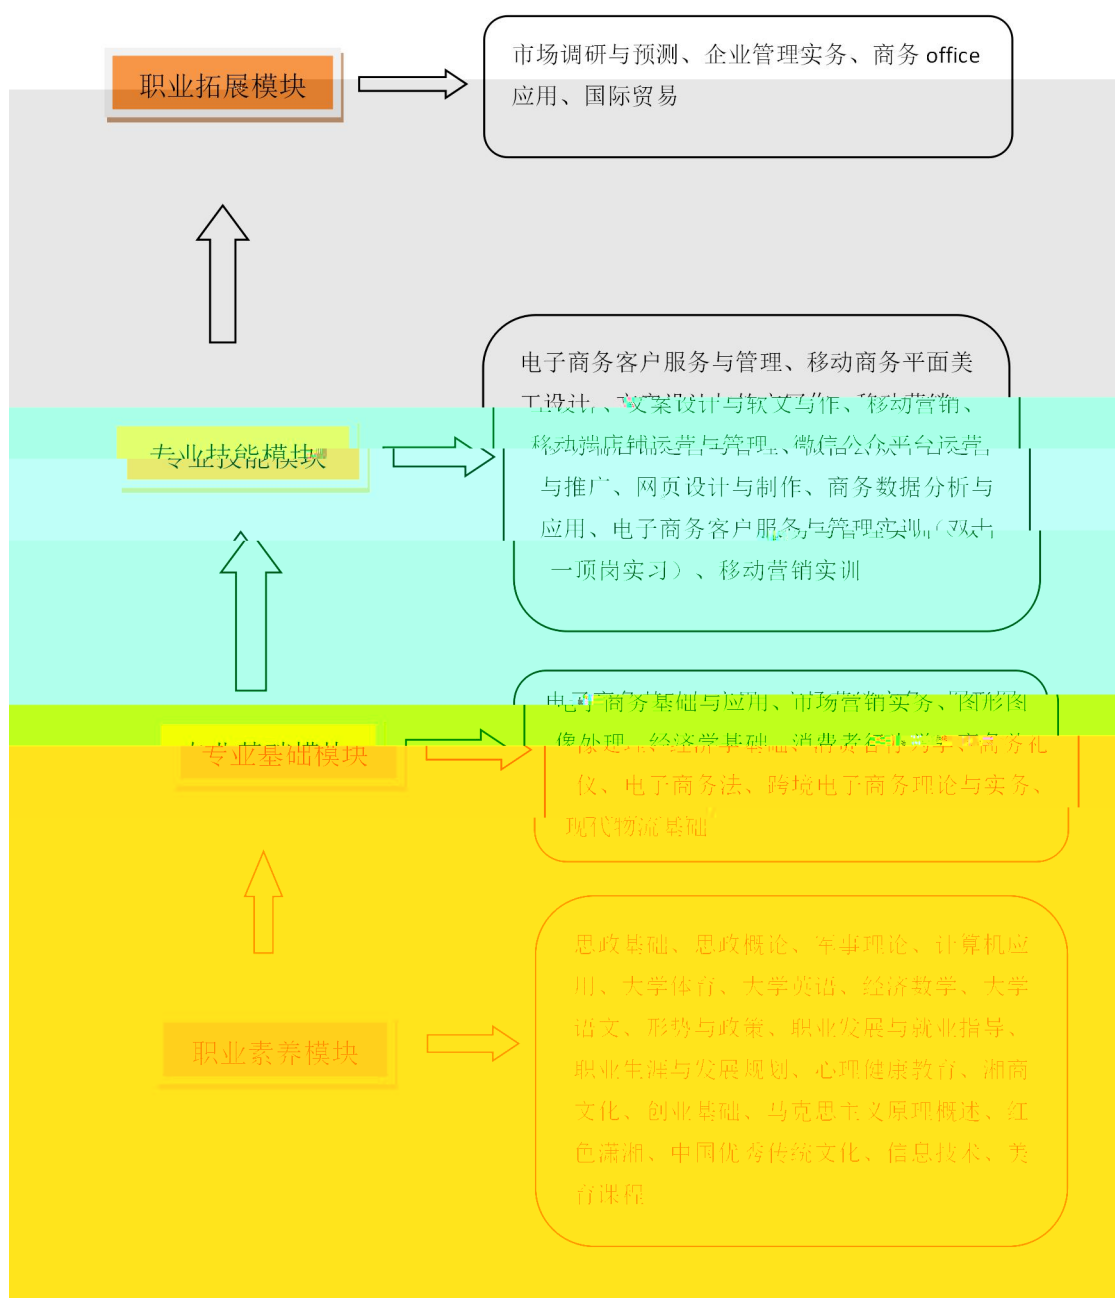 职业拓展模块
市场调研与预测、企业管理实务、商务 office
应用、国际贸易
电子商务客户服务与管理、移动商务平面美
工设计、文案设计与软文写作、移动营销、
专业技能模块
移动端店铺运营与管理、微信公众平台运营
与推广、网页设计与制作、商务数据分析与
应用、电子商务客户服务与管理实训（双十
一顶岗实习）、移动营销实训
电子商务基础与应用、市场营销实务、图形图
专业基础模块
像处理、经济学基础、消费者行为学、商务礼
仪、电子商务法、跨境电子商务理论与实务、
现代物流基础
思政基础、思政概论、军事理论、计算机应
用、大学体育、大学英语、经济数学、大学
语文、形势与政策、职业发展与就业指导、
职业素养模块
职业生涯与发展规划、心理健康教育、湘商
文化、创业基础、马克思主义原理概述、红
色潇湘、中国优秀传统文化、信息技术、美
育课程